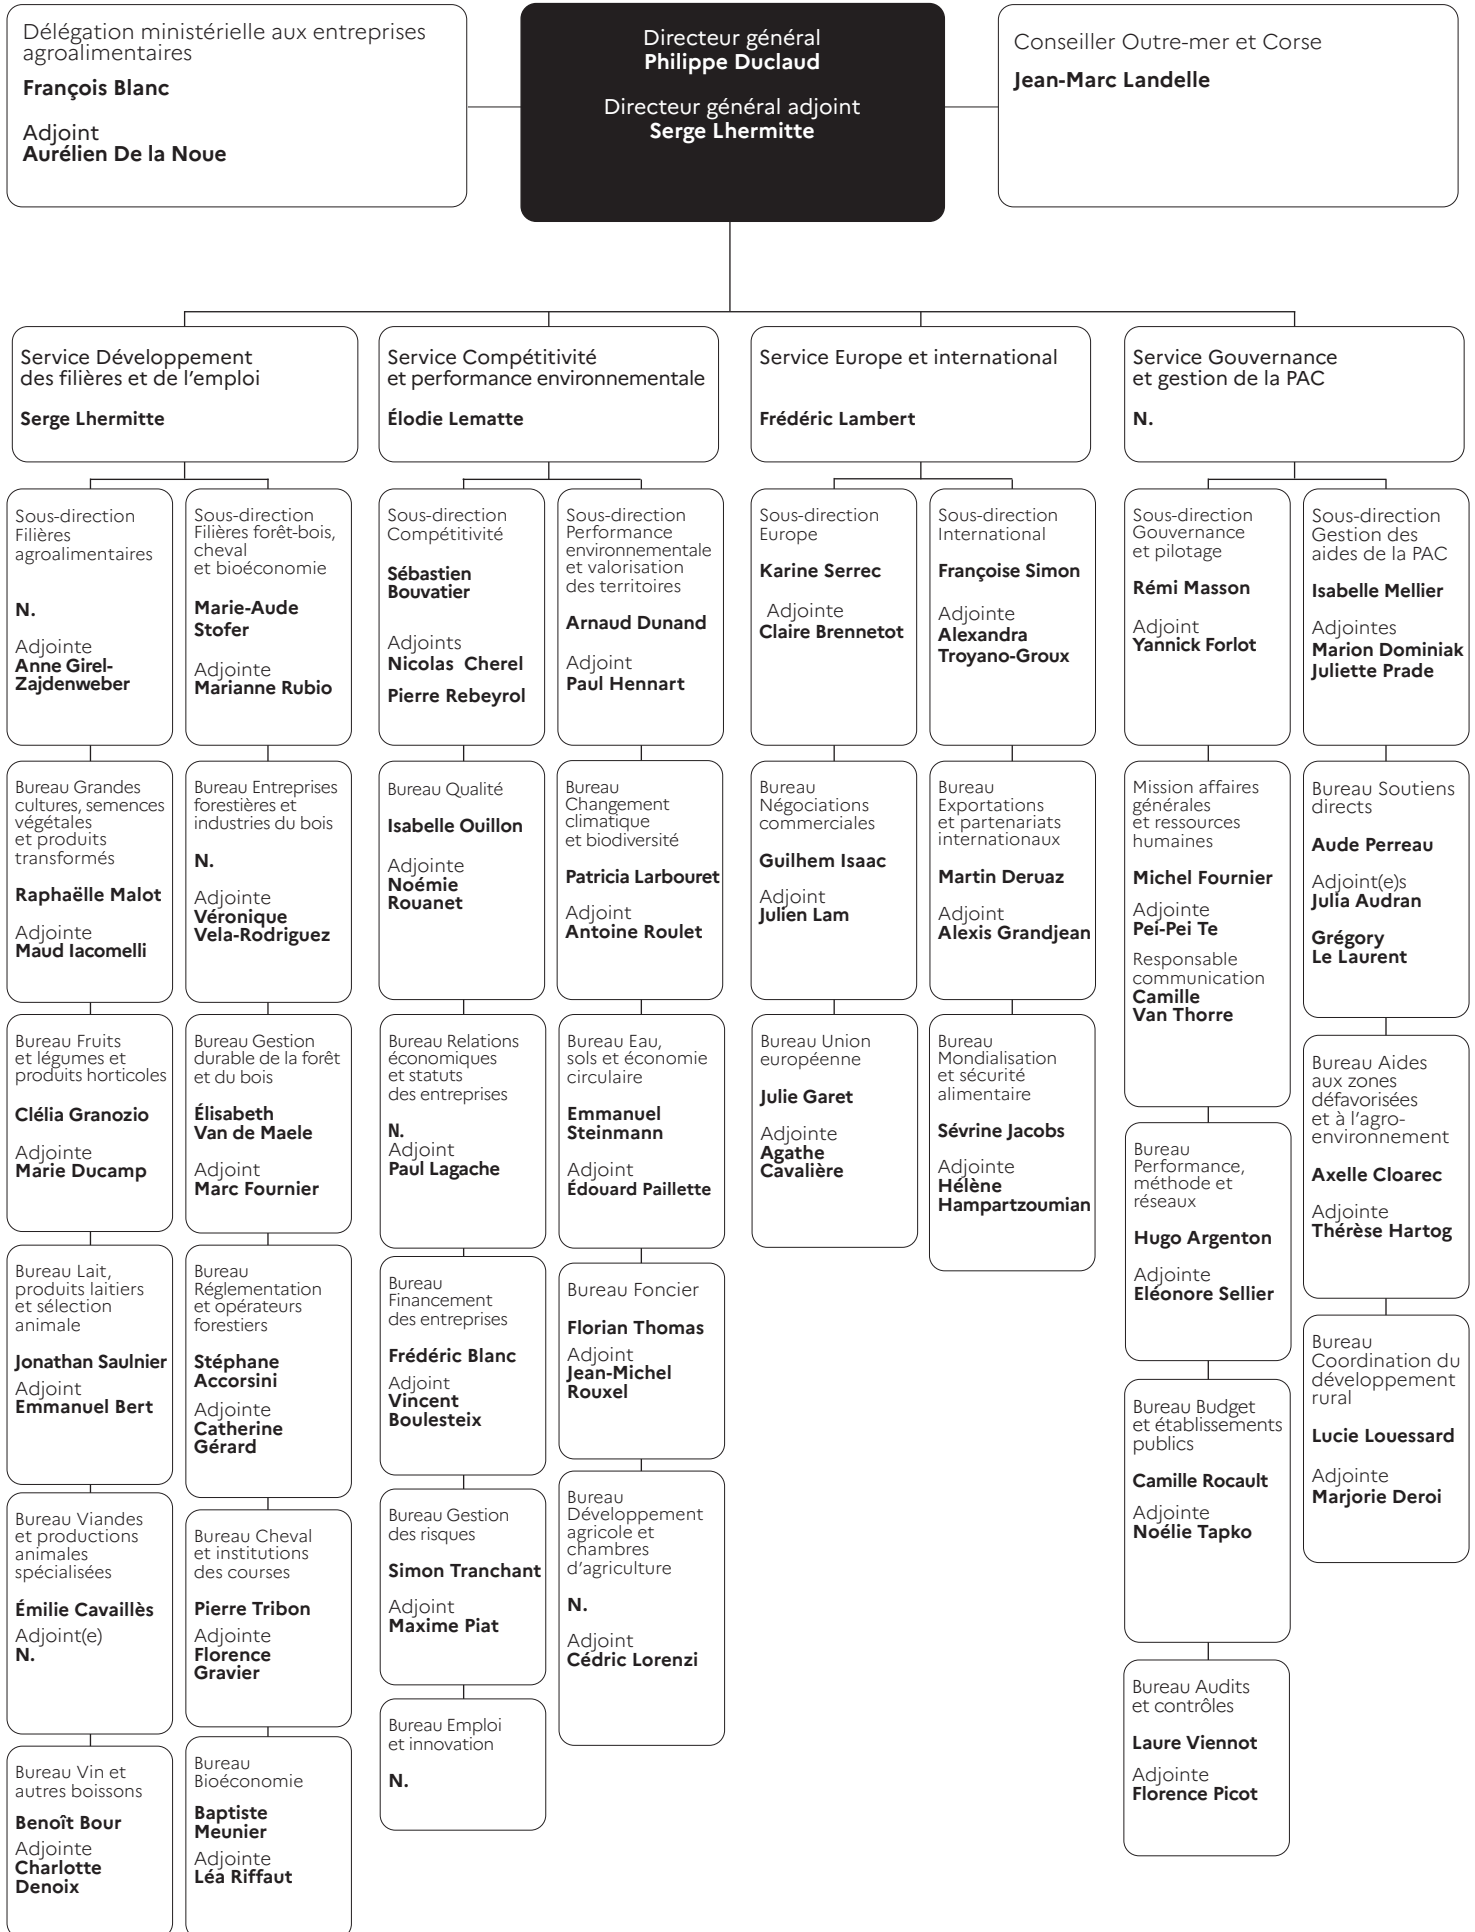 Délégation ministérielle aux entreprises
agroalimentaires
François Blanc
Adjoint
Aurélien De la Noue
Directeur général
Philippe Duclaud
Directeur général adjoint
Serge Lhermitte
Conseiller Outre-mer et Corse
Jean-Marc Landelle
Service Développement
des filières et de l'emploi
Serge Lhermitte
Service Compétitivité
et performance environnementale
Élodie Lematte
Service Europe et international
Frédéric Lambert
Service Gouvernance
et gestion de la PAC
N.
Sous-direction
Filières
agroalimentaires
N.
Adjointe
Anne Girel-
Zajdenweber
Sous-direction
Filières forêt-bois,
cheval
et bioéconomie
Marie-Aude
Stofer
Adjointe
Marianne Rubio
Sous-direction
Compétitivité
Sébastien
Bouvatier
Adjoints
Nicolas Cherel
Pierre Rebeyrol
Sous-direction
Performance
environnementale
et valorisation
des territoires
Arnaud Dunand
Adjoint
Paul Hennart
Sous-direction
Europe
Karine Serrec
Adjointe
Claire Brennetot
Sous-direction
International
Françoise Simon
Adjointe
Alexandra
Troyano-Groux
Sous-direction
Gouvernance
et pilotage
Rémi Masson
Adjoint
Yannick Forlot
Sous-direction
Gestion des
aides de la PAC
Isabelle Mellier
Adjointes
Marion Dominiak
Juliette Prade
Bureau Grandes
cultures, semences
végétales
et produits
transformés
Raphaëlle Malot
Adjointe
Maud Iacomelli
Bureau Entreprises
forestières et
industries du bois
N.
Adjointe
Véronique
Vela-Rodriguez
Bureau Qualité
Isabelle Ouillon
Adjointe
Noémie
Rouanet
Bureau
Changement
climatique
et biodiversité
Patricia Larbouret
Adjoint
Antoine Roulet
Bureau
Négociations
commerciales
Guilhem Isaac
Adjoint
Julien Lam
Bureau
Exportations
et partenariats
internationaux
Martin Deruaz
Adjoint
Alexis Grandjean
Mission affaires
générales
et ressources
humaines
Michel Fournier
Adjointe
Pei-Pei Te
Responsable
communication
Camille
Van Thorre
Bureau Soutiens
directs
Aude Perreau
Adjoint(e)s
Julia Audran
Grégory
Le Laurent
Bureau Fruits
et légumes et
produits horticoles
Clélia Granozio
Adjointe
Marie Ducamp
Bureau Gestion
durable de la forêt
et du bois
Élisabeth
Van de Maele
Adjoint
Marc Fournier
Bureau Relations
économiques
et statuts
des entreprises
N.
Adjoint
Paul Lagache
Bureau Eau,
sols et économie
circulaire
Emmanuel
Steinmann
Adjoint
Édouard Paillette
Bureau Union
européenne
Julie Garet
Adjointe
Agathe
Cavalière
Bureau
Mondialisation
et sécurité
alimentaire
Sévrine Jacobs
Adjointe
Hélène
Hampartzoumian
Bureau
Performance,
méthode et
réseaux
Hugo Argenton
Adjointe
Eléonore Sellier
Bureau Aides
aux zones
défavorisées
et à l'agro-
environnement
Axelle Cloarec
Adjointe
Thérèse Hartog
Bureau Lait,
produits laitiers
et sélection
animale
Jonathan Saulnier
Adjoint
Emmanuel Bert
Bureau
Réglementation
et opérateurs
forestiers
Stéphane
Accorsini
Adjointe
Catherine
Gérard
Bureau
Financement
des entreprises
Frédéric Blanc
Adjoint
Vincent
Boulesteix
Bureau Foncier
Florian Thomas
Adjoint
Jean-Michel
Rouxel
Bureau Budget
et établissements
publics
Camille Rocault
Adjointe
Noélie Tapko
Bureau
Coordination du
développement
rural
Lucie Louessard
Adjointe
Marjorie Deroi
Bureau Viandes
et productions
animales
spécialisées
Émilie Cavaillès
Adjoint(e)
N.
Bureau Cheval
et institutions
des courses
Pierre Tribon
Adjointe
Florence
Gravier
Bureau Gestion
des risques
Simon Tranchant
Adjoint
Maxime Piat
Bureau
Développement
agricole et
chambres
d'agriculture
N.
Adjoint
Cédric Lorenzi
Bureau Audits
et contrôles
Laure Viennot
Adjointe
Florence Picot
Bureau Vin et
autres boissons
Benoît Bour
Adjointe
Charlotte
Denoix
Bureau
Bioéconomie
Baptiste
Meunier
Adjointe
Léa Riffaut
Bureau Emploi
et innovation
N.